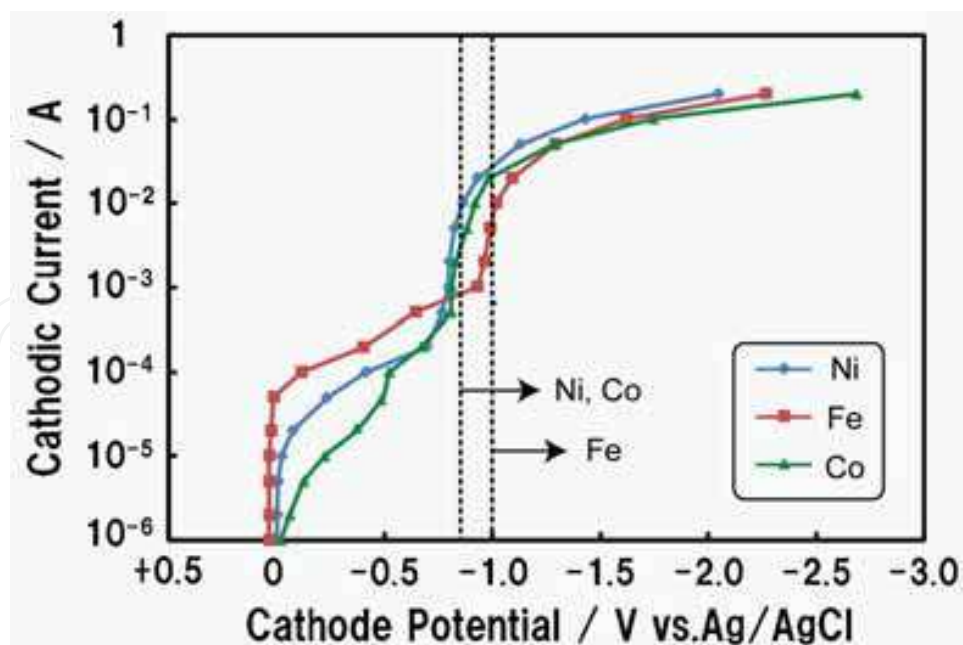 Cathodic Current / A
1
10⁻¹
10⁻²
10⁻³
10⁻⁴
10⁻⁵
10⁻⁶
+0.5 0 -0.5 -1.0 -1.5 -2.0 -2.5 -3.0
Cathode Potential / V vs.Ag/AgCl
Ni, Co
Fe
Ni
Fe
Co